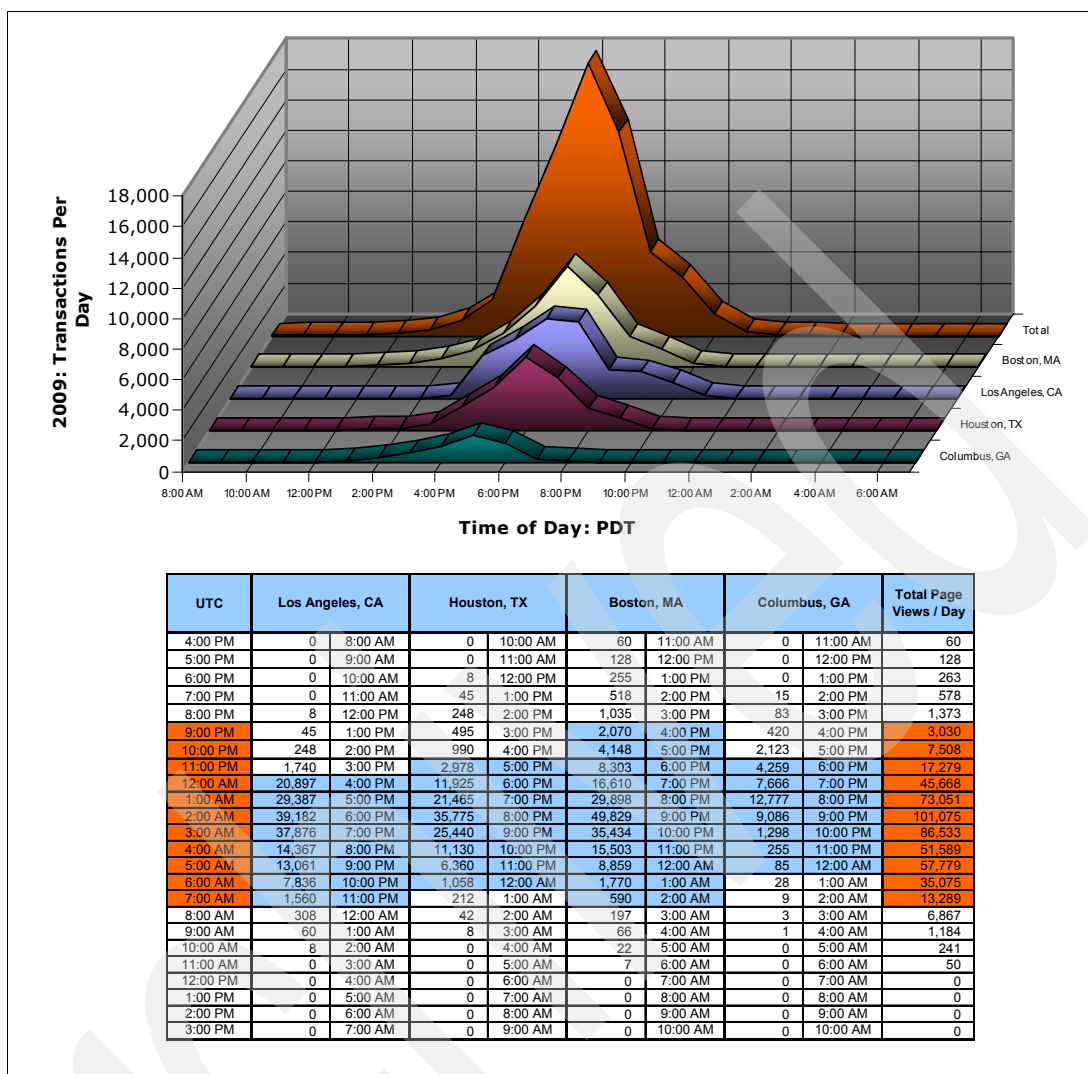 18,000
16,000
14,000
12,000
10,000
8,000
6,000
4,000
2,000
0
2009: Transactions Per
Day
Total
Boston, MA
Los Angeles, CA
Houston, TX
Columbus, GA
8:00 AM 10:00 AM 12:00 PM 2:00 PM 4:00 PM 6:00 PM 8:00 PM 10:00 PM 12:00 AM 2:00 AM 4:00 AM 6:00 AM
Time of Day: PDT
UTC Los Angeles, CA Houston, TX Boston, MA Columbus, GA Total Page Views / Day
4:00 PM 0 8:00 AM 0 10:00 AM 60 11:00 AM 0 11:00 AM 60
5:00 PM 0 9:00 AM 0 11:00 AM 128 12:00 PM 0 12:00 PM 128
6:00 PM 0 10:00 AM 8 12:00 PM 255 1:00 PM 0 1:00 PM 263
7:00 PM 0 11:00 AM 45 1:00 PM 518 2:00 PM 15 2:00 PM 578
8:00 PM 8 12:00 PM 248 2:00 PM 1,035 3:00 PM 83 3:00 PM 1,373
9:00 PM 45 1:00 PM 495 3:00 PM 2,070 4:00 PM 420 4:00 PM 3,030
10:00 PM 248 2:00 PM 990 4:00 PM 4,148 5:00 PM 2,123 5:00 PM 7,508
11:00 PM 1,740 3:00 PM 2,978 5:00 PM 8,303 6:00 PM 4,259 6:00 PM 17,279
12:00 AM 20,897 4:00 PM 11,925 6:00 PM 16,610 7:00 PM 7,666 7:00 PM 45,668
1:00 AM 29,387 5:00 PM 21,465 7:00 PM 29,898 8:00 PM 12,777 8:00 PM 73,051
2:00 AM 39,182 6:00 PM 35,775 8:00 PM 49,829 9:00 PM 9,086 9:00 PM 101,075
3:00 AM 37,876 7:00 PM 25,440 9:00 PM 35,434 10:00 PM 1,298 10:00 PM 86,533
4:00 AM 14,367 8:00 PM 11,130 10:00 PM 15,503 11:00 PM 255 11:00 PM 51,589
5:00 AM 13,061 9:00 PM 6,360 11:00 PM 8,859 12:00 AM 85 12:00 AM 57,779
6:00 AM 7,836 10:00 PM 1,058 12:00 AM 1,770 1:00 AM 28 1:00 AM 35,075
7:00 AM 1,560 11:00 PM 212 1:00 AM 590 2:00 AM 9 2:00 AM 13,289
8:00 AM 308 12:00 AM 42 2:00 AM 197 3:00 AM 3 3:00 AM 6,867
9:00 AM 60 1:00 AM 8 3:00 AM 66 4:00 AM 1 4:00 AM 1,184
10:00 AM 8 2:00 AM 0 4:00 AM 22 5:00 AM 0 5:00 AM 241
11:00 AM 0 3:00 AM 0 5:00 AM 7 6:00 AM 0 6:00 AM 50
12:00 PM 0 4:00 AM 0 6:00 AM 0 7:00 AM 0 7:00 AM 0
1:00 PM 0 5:00 AM 0 7:00 AM 0 8:00 AM 0 8:00 AM 0
2:00 PM 0 6:00 AM 0 8:00 AM 0 9:00 AM 0 9:00 AM 0
3:00 PM 0 7:00 AM 0 9:00 AM 0 10:00 AM 0 10:00 AM 0